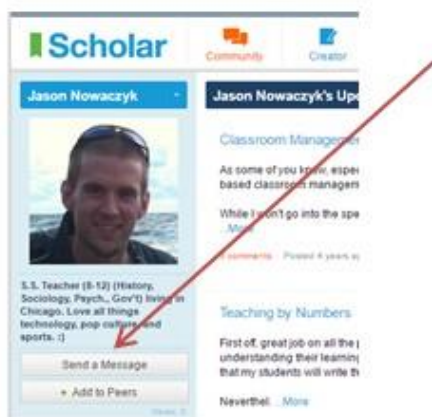 Scholar
Community
Creator
Jason Nowaczyk
Jason Nowaczyk's Up
Classroom Managemen
As some of you know, espec
based classroom managem
While I won't go into the spe
...More
comments Posted 4 years a
S.S. Teacher (8-12) (History,
Sociology, Psych., Gov't) living in
Chicago. Love all things
technology, pop culture and
sports. :)
Send a Message
+ Add to Peers
Teaching by Numbers
First off, great job on all the
understanding their learning
that my students will write th
Neverthel. ...More